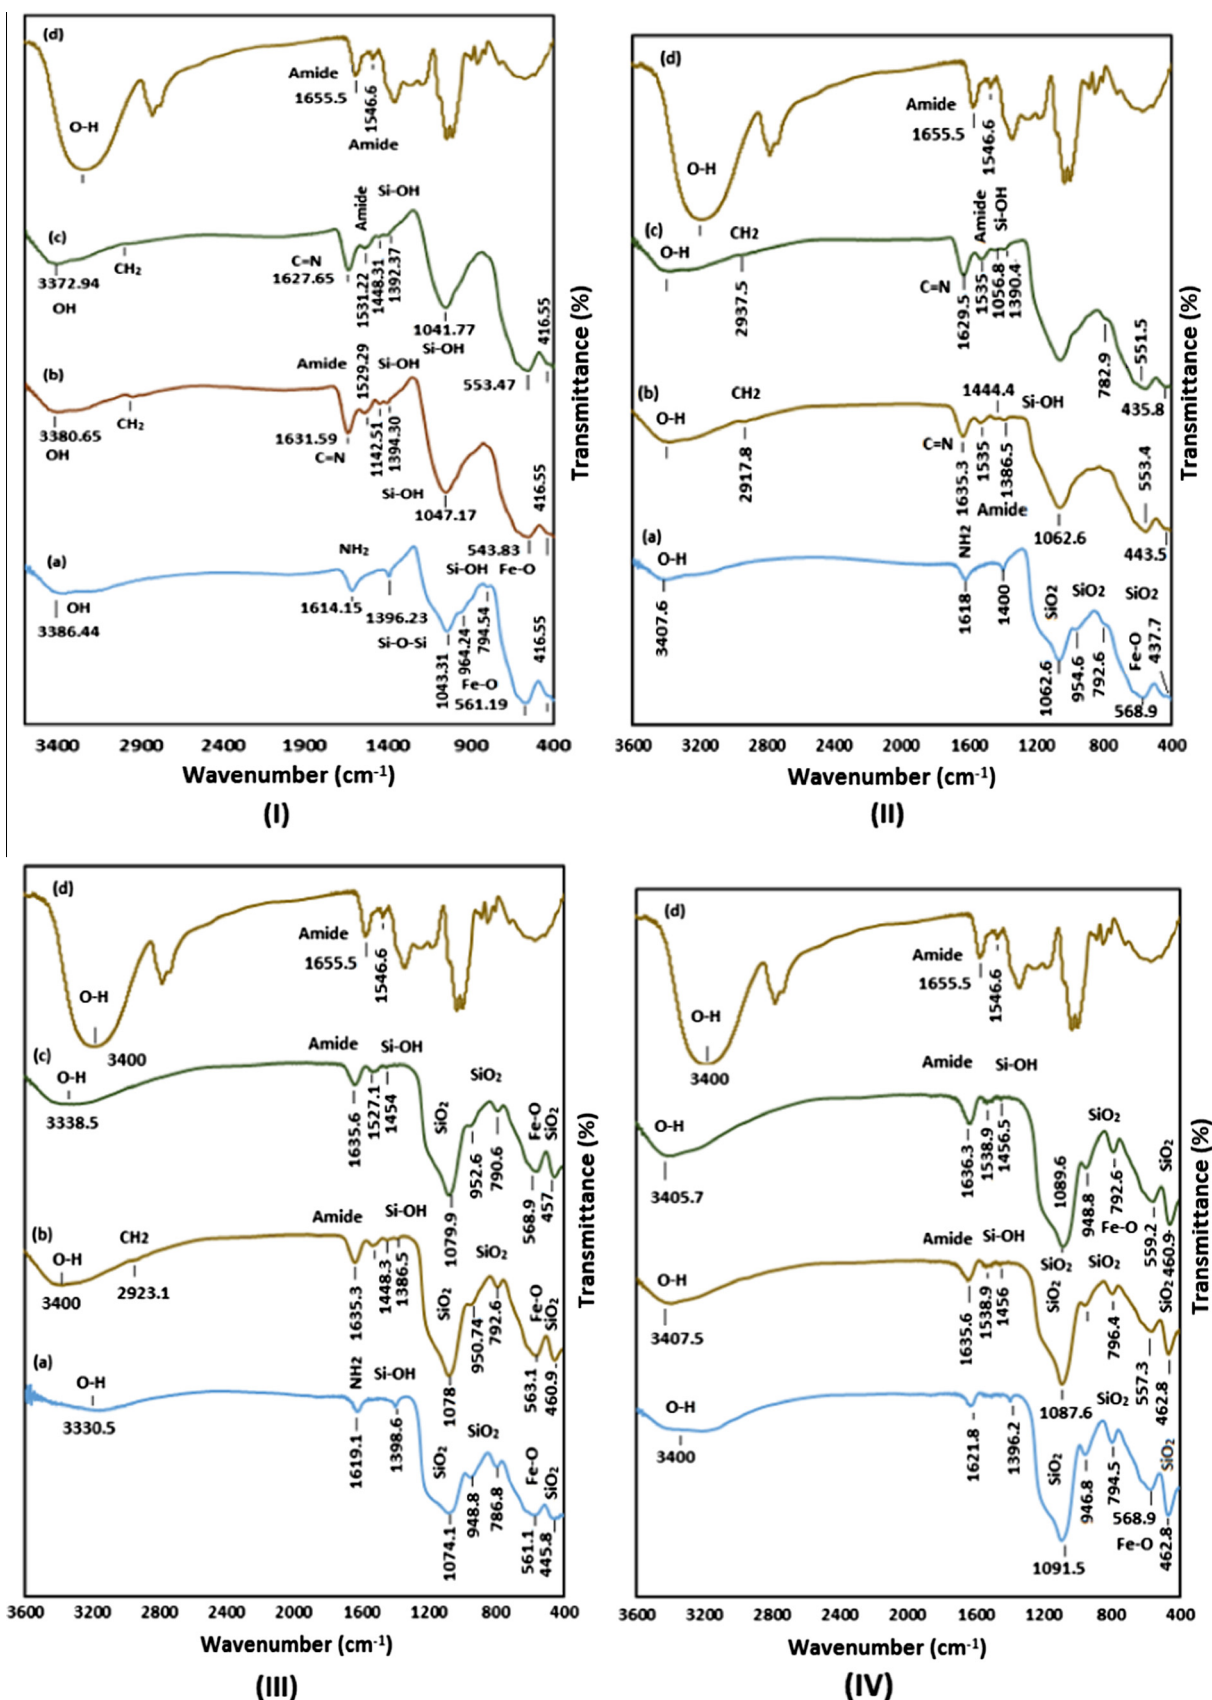 (d)
O-H
Amide
1655.5
1546.6
Amide
(c)
3372.94
OH
CH2
C=N
1627.65
Amide
Si-OH
1531.22
1448.31
1392.37
1041.77
Si-OH
553.47
416.55
(b)
3380.65
OH
CH2
Amide
1529.29
Si-OH
1631.59
C=N
1142.51
1394.30
Si-OH
1047.17
543.83
416.55
(a)
OH
3386.44
NH2
1614.15
1396.23
Si-O-Si
Si-OH
Fe-O
1043.31
964.24
794.54
Fe-O
561.19
416.55
3400 2900 2400 1900 1400 900 400
Wavenumber (cm-1)
Transmittance (%)
(I)
(d)
O-H
Amide
1655.5
1546.6
(c)
O-H
CH2
2937.5
C=N
Amide
Si-OH
1629.5
1535
1056.8
1390.4
782.9
551.5
435.8
(b)
O-H
CH2
2917.8
C=N
1444.4
Si-OH
1635.3
1535
1386.5
Amide
1062.6
553.4
443.5
(a)
O-H
3407.6
NH2
1618
1400
SiO2
SiO2
SiO2
1062.6
954.6
792.6
Fe-O
437.7
568.9
3600 3200 2800 2400 2000 1600 1200 800 400
Wavenumber (cm-1)
(II)
(d)
O-H
3400
Amide
1655.5
1546.6
(c)
O-H
3338.5
Amide
Si-OH
1635.6
1527.1
1454
SiO2
SiO2
1079.9
952.6
790.6
Fe-O
SiO2
568.9
457
(b)
O-H
3400
CH2
2923.1
Amide
Si-OH
1635.3
1448.3
1386.5
SiO2
SiO2
1078
950.74
792.6
Fe-O
SiO2
563.1
460.9
(a)
O-H
3330.5
NH2
Si-OH
1619.1
1398.6
SiO2
SiO2
1074.1
948.8
786.8
Fe-O
SiO2
561.1
445.8
3600 3200 2800 2400 2000 1600 1200 800 400
Wavenumber (cm-1)
Transmittance (%)
(III)
(d)
O-H
3400
Amide
1655.5
1546.6
O-H
3405.7
Amide
Si-OH
1636.3
1538.9
1456.5
1089.6
SiO2
SiO2
948.8
792.6
Fe-O
559.2
SiO2
460.9
O-H
3407.5
Amide
Si-OH
1635.6
1538.9
1456
SiO2
SiO2
1087.6
796.4
557.3
SiO2
462.8
O-H
3400
1621.8
1396.2
SiO2
SiO2
1091.5
946.8
794.5
568.9
Fe-O
SiO2
462.8
3600 3200 2800 2400 2000 1600 1200 800 400
Wavenumber (cm-1)
Transmittance (%)
(IV)